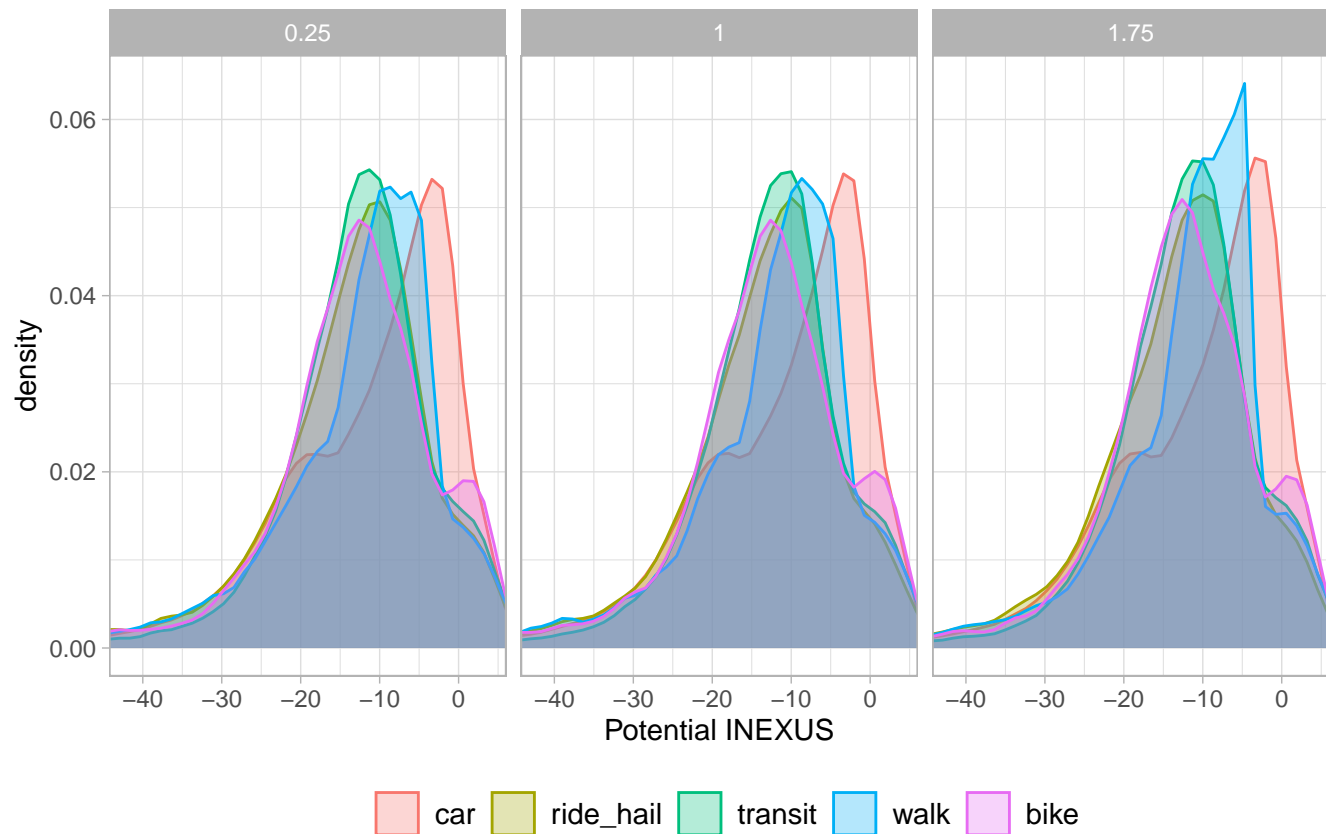 0.25 1 1.75
0.06
0.04
0.02
0.00
density
−40 −30 −20 −10 0 −40 −30 −20 −10 0 −40 −30 −20 −10 0
Potential INEXUS
car ride_hail transit walk bike